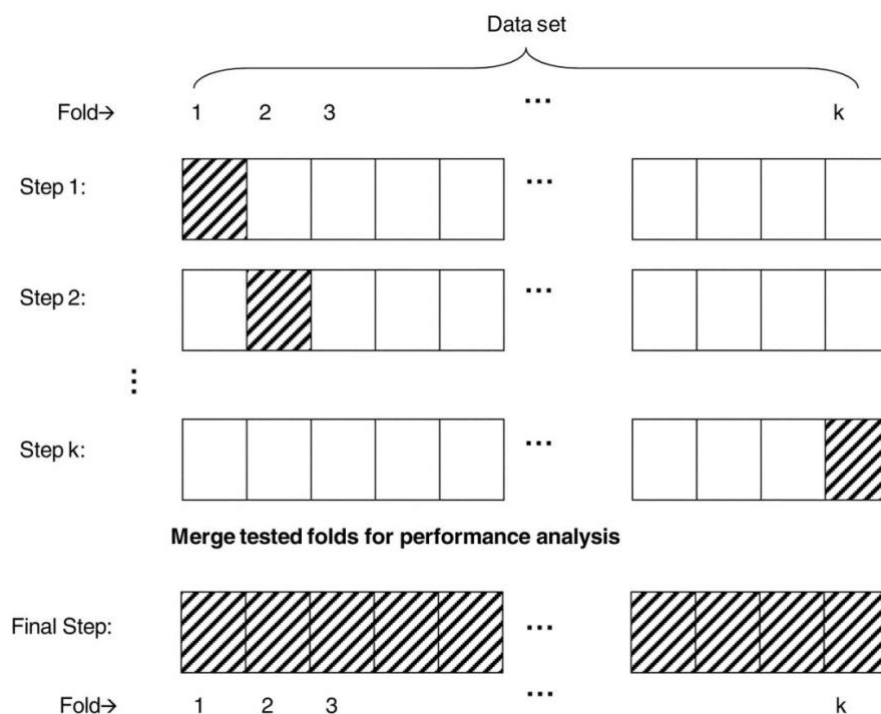 Data set
Fold→ 1 2 3 ... k
Step 1: ...
Step 2: ...
⋮
Step k: ...
Merge tested folds for performance analysis
Final Step: ...
...
Fold→ 1 2 3 k